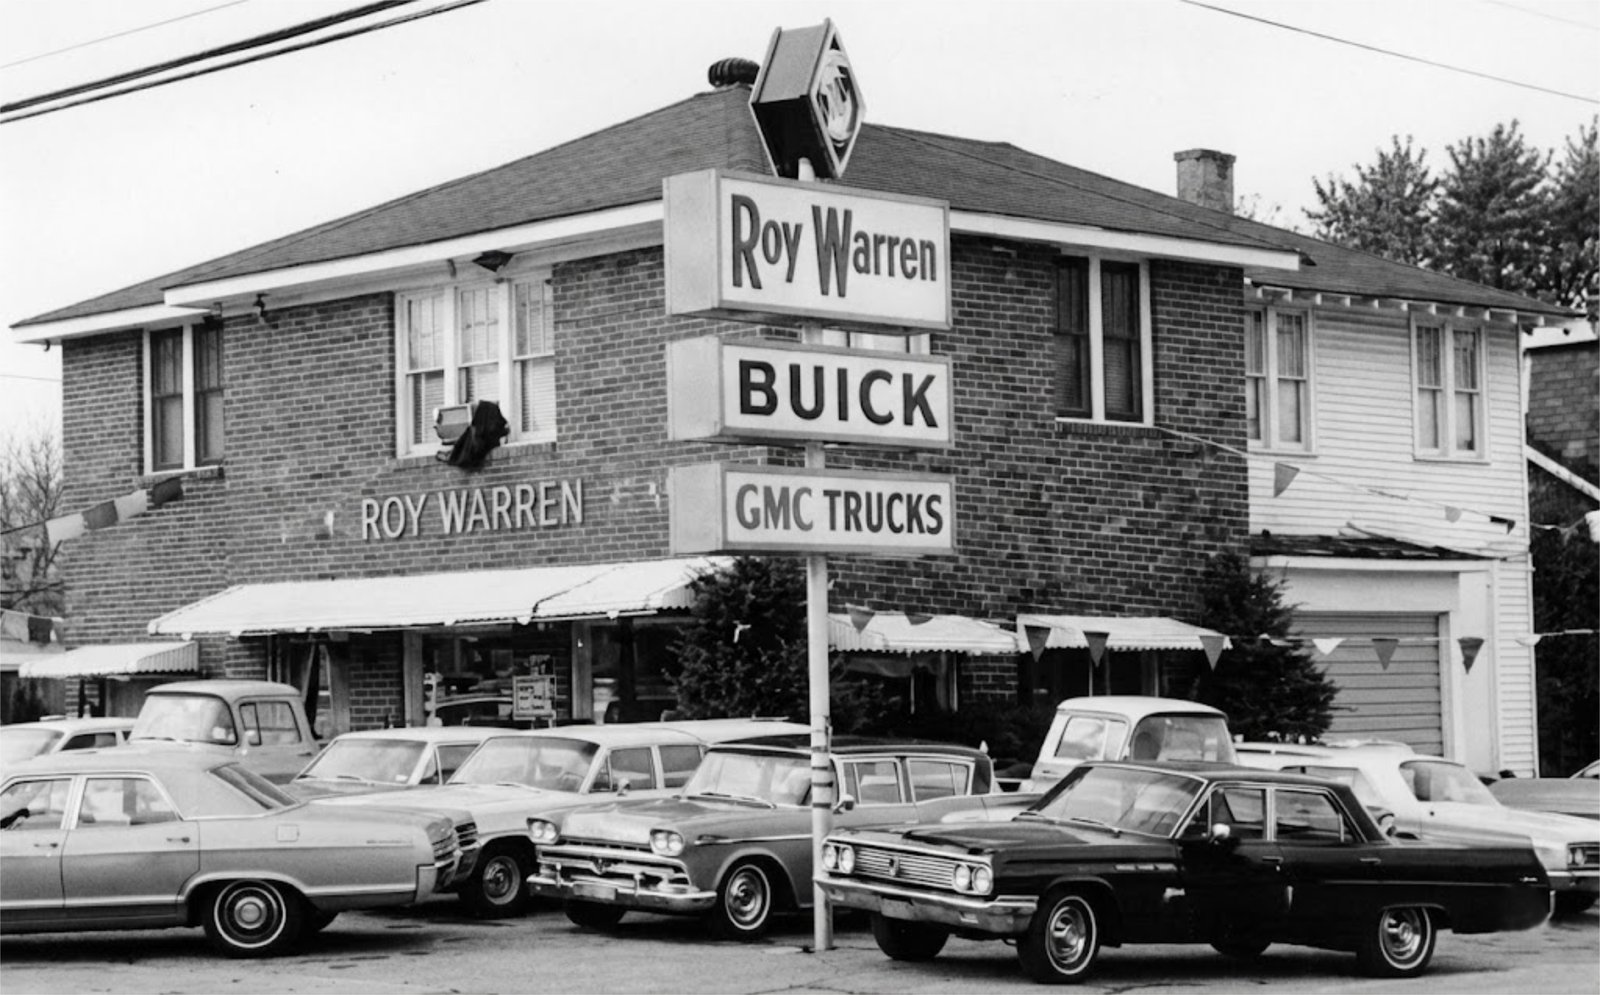 Roy Warren
BUICK
GMC TRUCKS
ROY WARREN